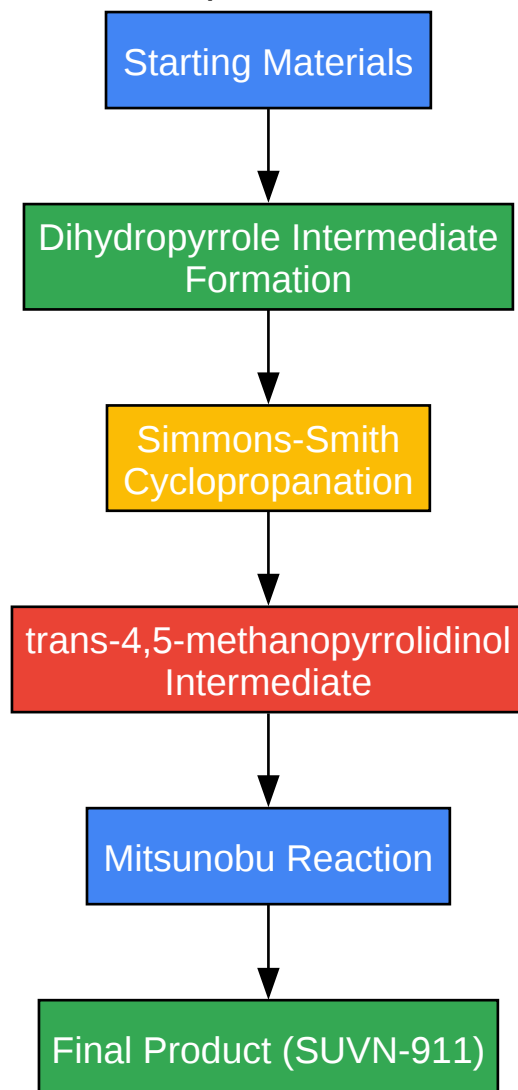 Starting Materials
Dihydropyrrole Intermediate
Formation
Simmons-Smith
Cyclopropanation
trans-4,5-methanopyrrolidinol
Intermediate
Mitsunobu Reaction
Final Product (SUVN-911)